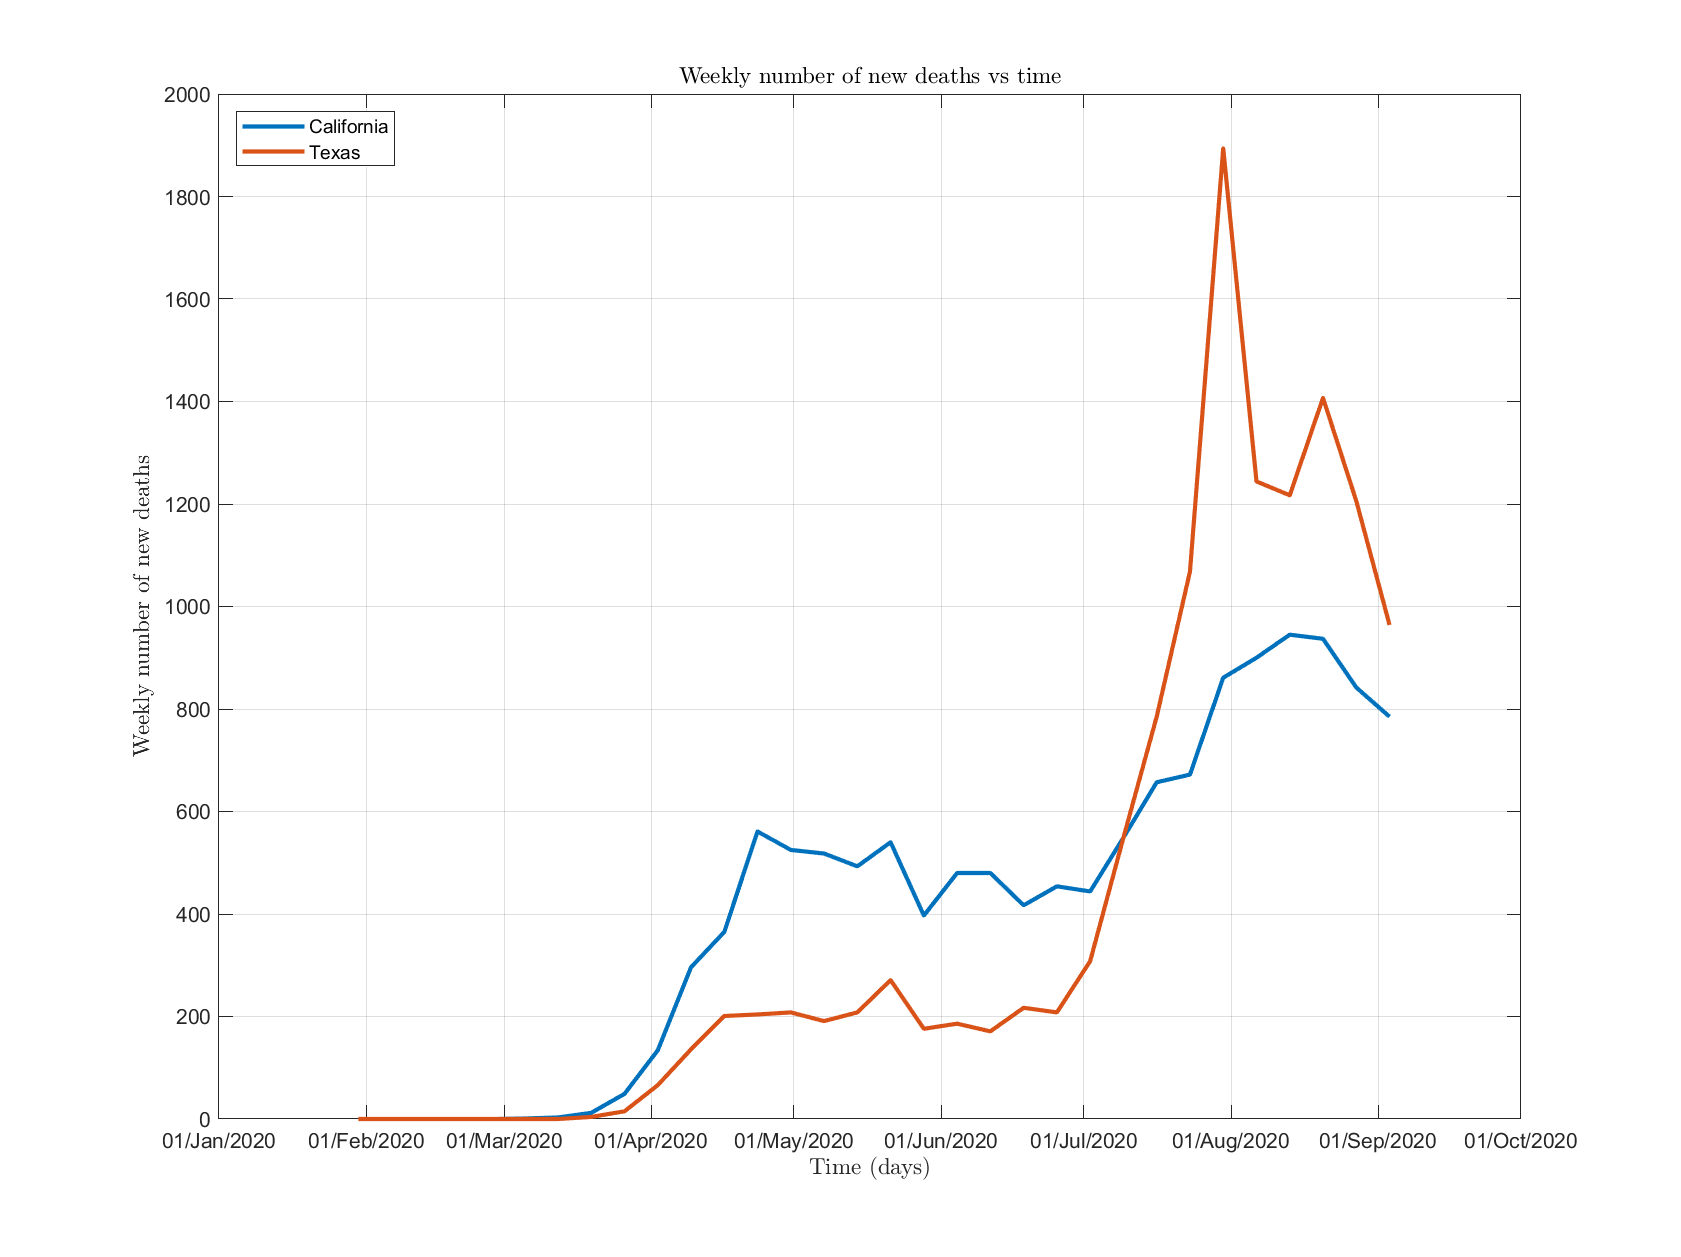 Weekly number of new deaths vs time
California
Texas
2000
1800
1600
1400
1200
1000
800
600
400
200
0
Weekly number of new deaths
01/Jan/2020 01/Feb/2020 01/Mar/2020 01/Apr/2020 01/May/2020 01/Jun/2020 01/Jul/2020 01/Aug/2020 01/Sep/2020 01/Oct/2020
Time (days)